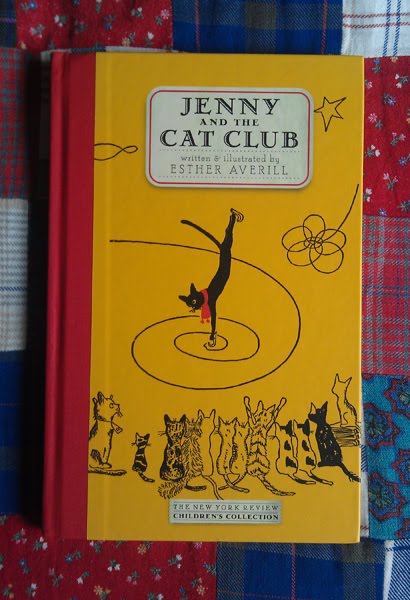 JENNY
AND THE
CAT CLUB
written & illustrated by
ESTHER AVERILL
THE NEW YORK REVIEW
CHILDREN'S COLLECTION